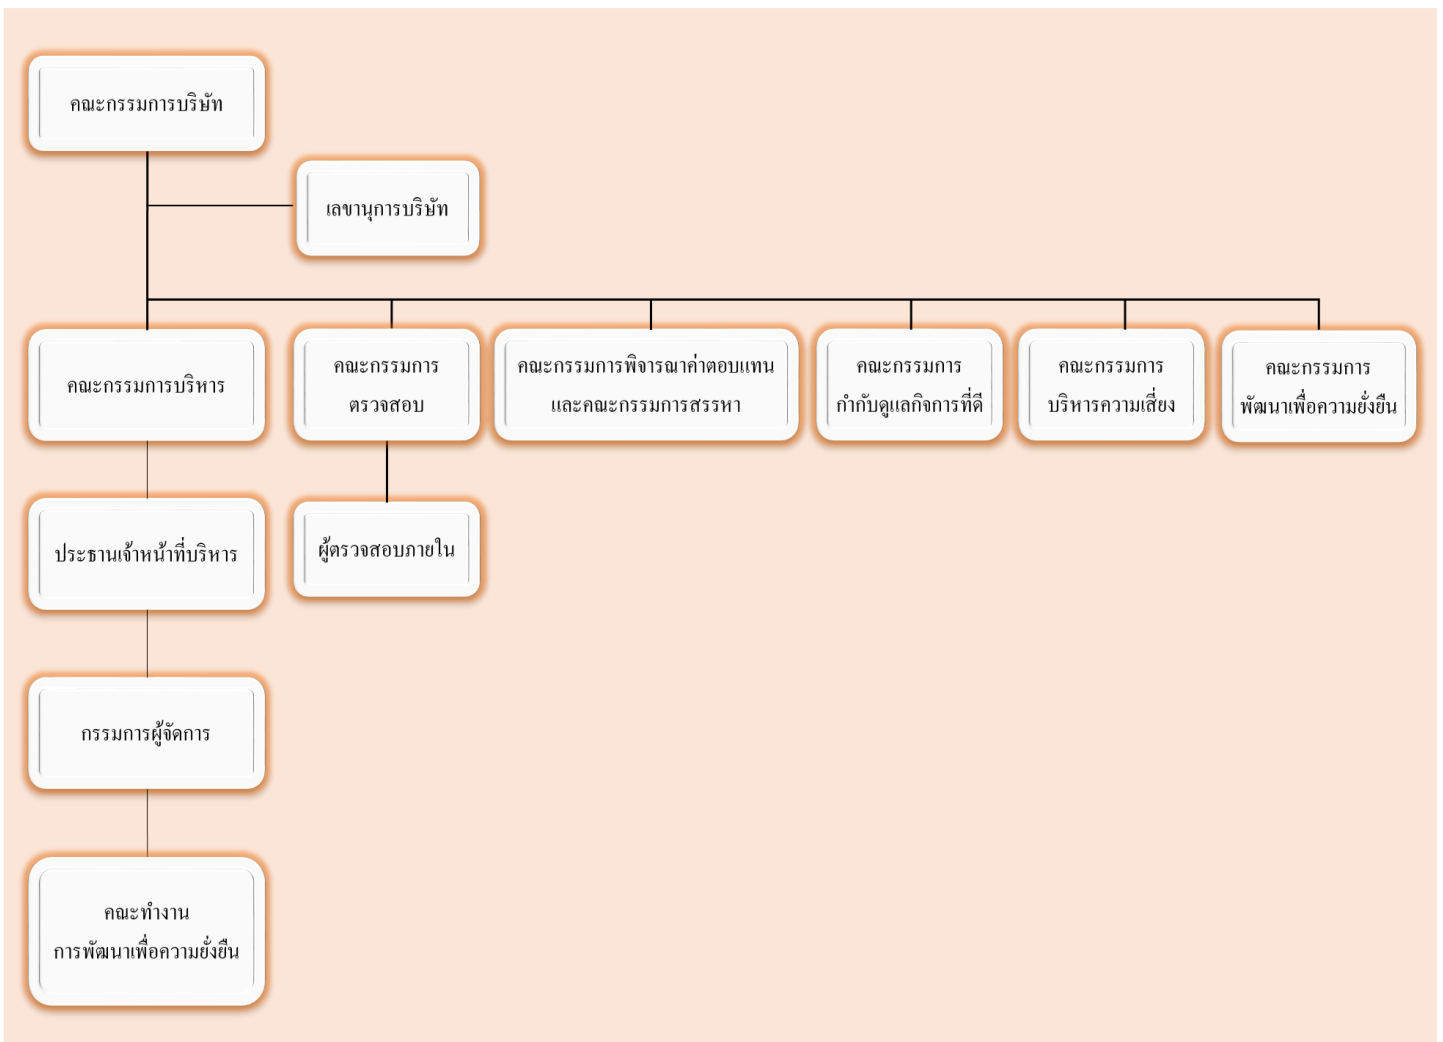 คณะกรรมการบริษัท
เลขานุการบริษัท
คณะกรรมการบริหาร
คณะกรรมการ
ตรวจสอบ
คณะกรรมการพิจารณาค่าตอบแทน
และคณะกรรมการสรรหา
คณะกรรมการ
กำกับดูแลกิจการที่ดี
คณะกรรมการ
บริหารความเสี่ยง
คณะกรรมการ
พัฒนาเพื่อความยั่งยืน
ประธานเจ้าหน้าที่บริหาร
ผู้ตรวจสอบภายใน
กรรมการผู้จัดการ
คณะทำงาน
การพัฒนาเพื่อความยั่งยืน